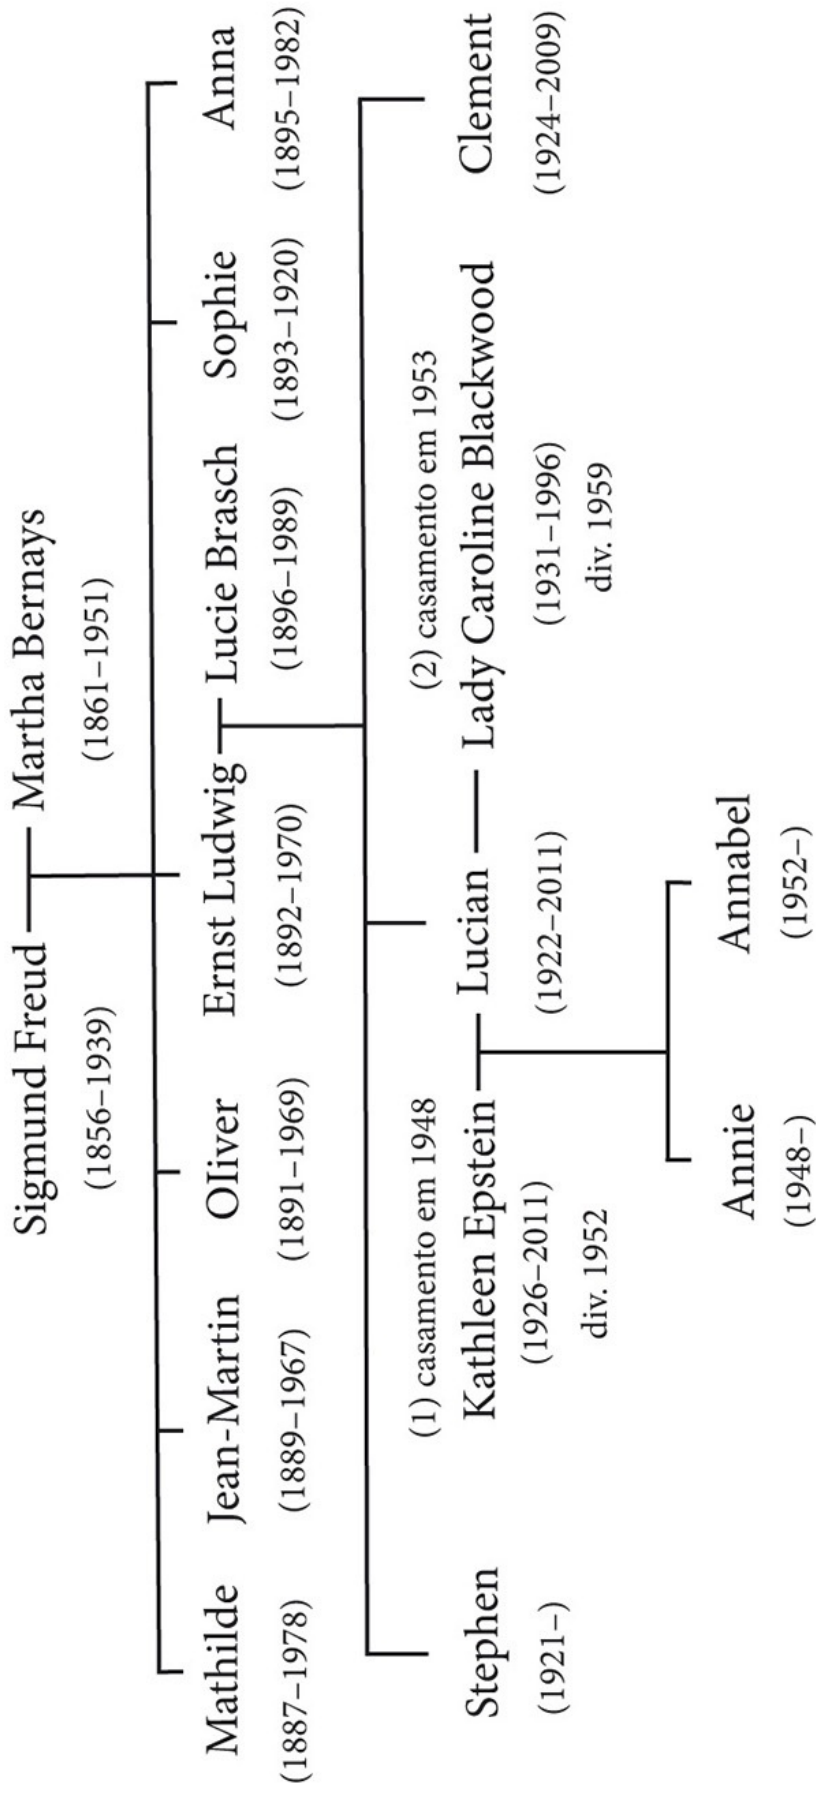 Sigmund Freud Martha Bernays
(1856–1939) (1861–1951)
Mathilde Jean-Martin Oliver Ernst Ludwig Lucie Brasch Sophie Anna
(1887–1978) (1889–1967) (1891–1969) (1892–1970) (1896–1989) (1893–1920) (1895–1982)
(1) casamento em 1948 (2) casamento em 1953
Stephen Kathleen Epstein Lucian Lady Caroline Blackwood Clement
(1921–) (1926–2011) (1922–2011) (1931–1996) (1924–2009)
div. 1952 div. 1959
Annie Annabel
(1948–) (1952–)